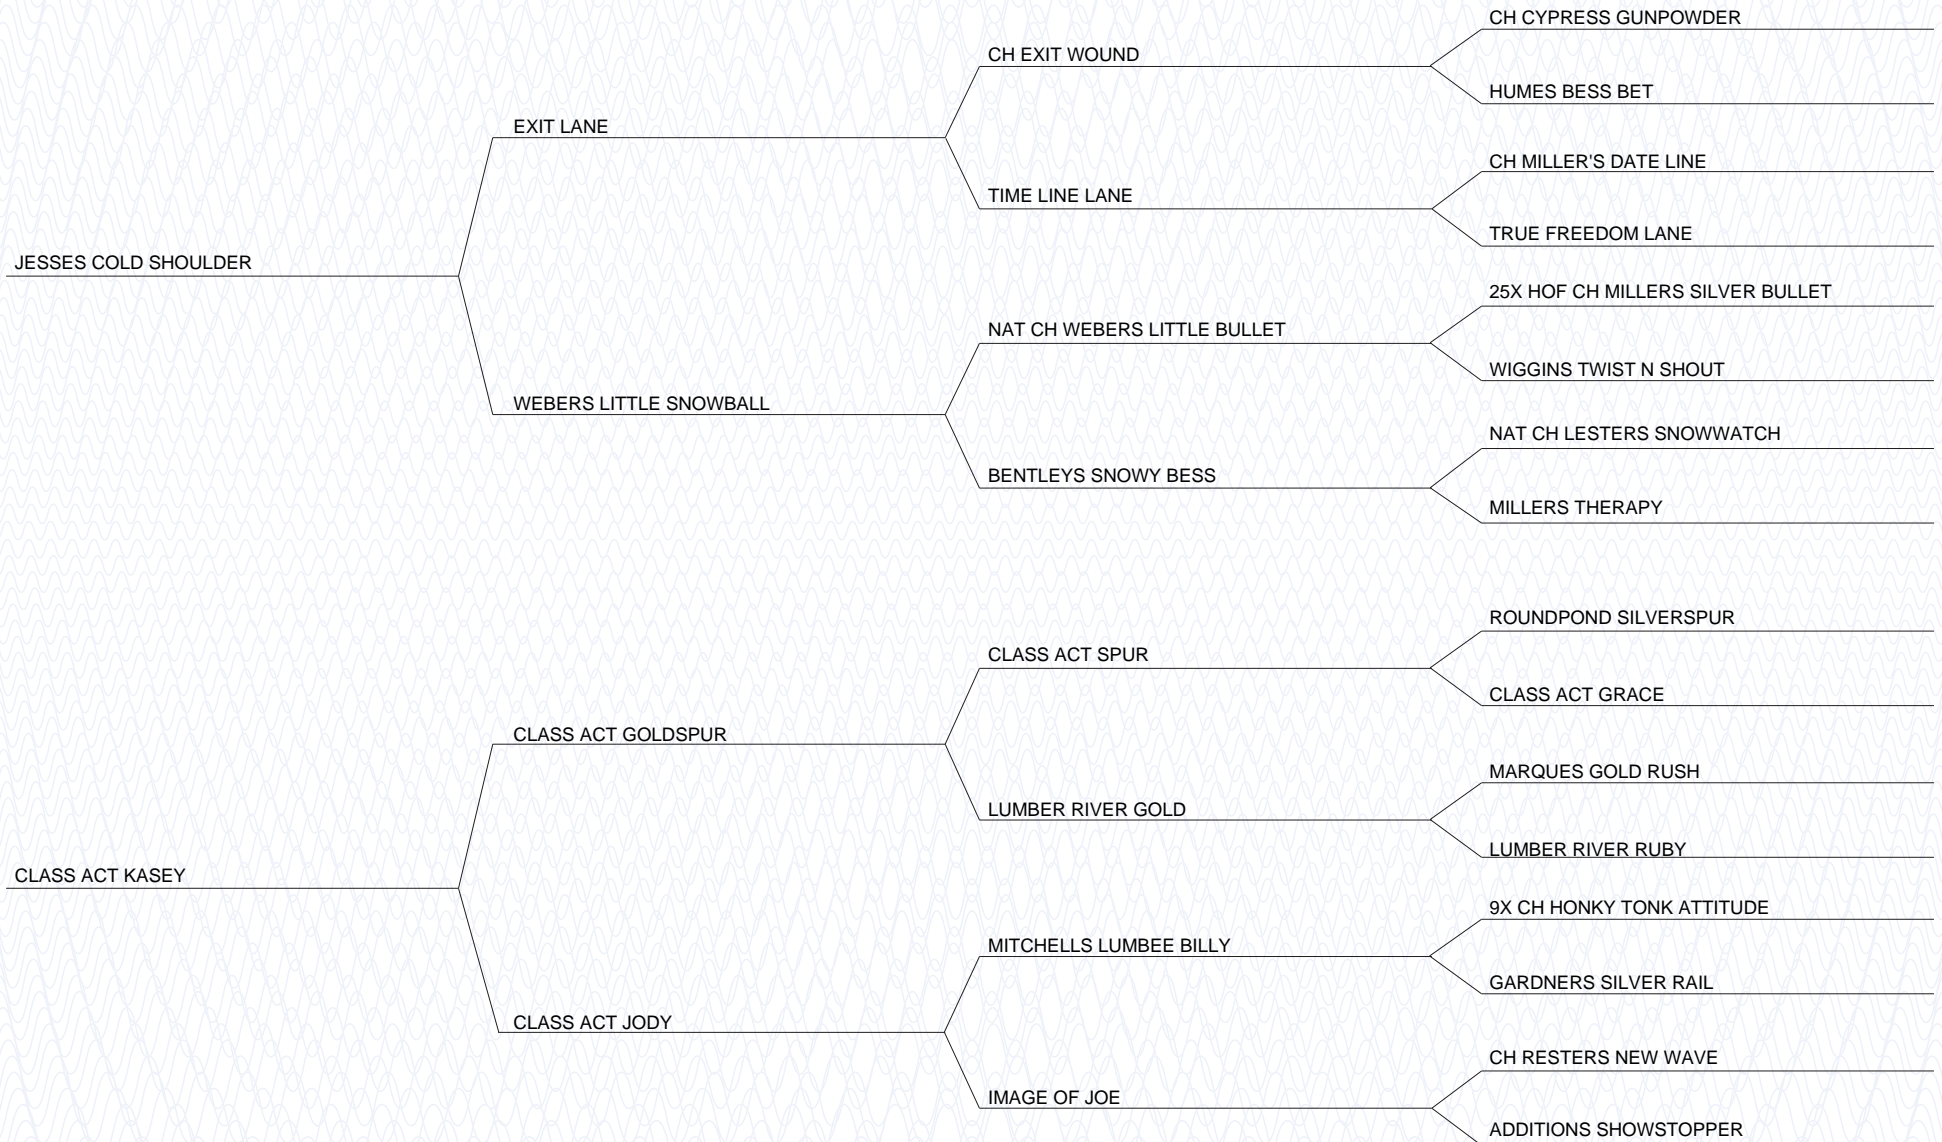 CH CYPRESS GUNPOWDER
CH EXIT WOUND
HUMES BESS BET
EXIT LANE
CH MILLER'S DATE LINE
TIME LINE LANE
TRUE FREEDOM LANE
JESSES COLD SHOULDER
25X HOF CH MILLERS SILVER BULLET
NAT CH WEBERS LITTLE BULLET
WIGGINS TWIST N SHOUT
WEBERS LITTLE SNOWBALL
NAT CH LESTERS SNOWWATCH
BENTLEYS SNOWY BESS
MILLERS THERAPY
ROUNDPOND SILVERSPUR
CLASS ACT SPUR
CLASS ACT GRACE
CLASS ACT GOLDSPUR
MARQUES GOLD RUSH
LUMBER RIVER GOLD
LUMBER RIVER RUBY
CLASS ACT KASEY
9X CH HONKY TONK ATTITUDE
MITCHELLS LUMBEE BILLY
GARDNERS SILVER RAIL
CLASS ACT JODY
CH RESTERS NEW WAVE
IMAGE OF JOE
ADDITIONS SHOWSTOPPER